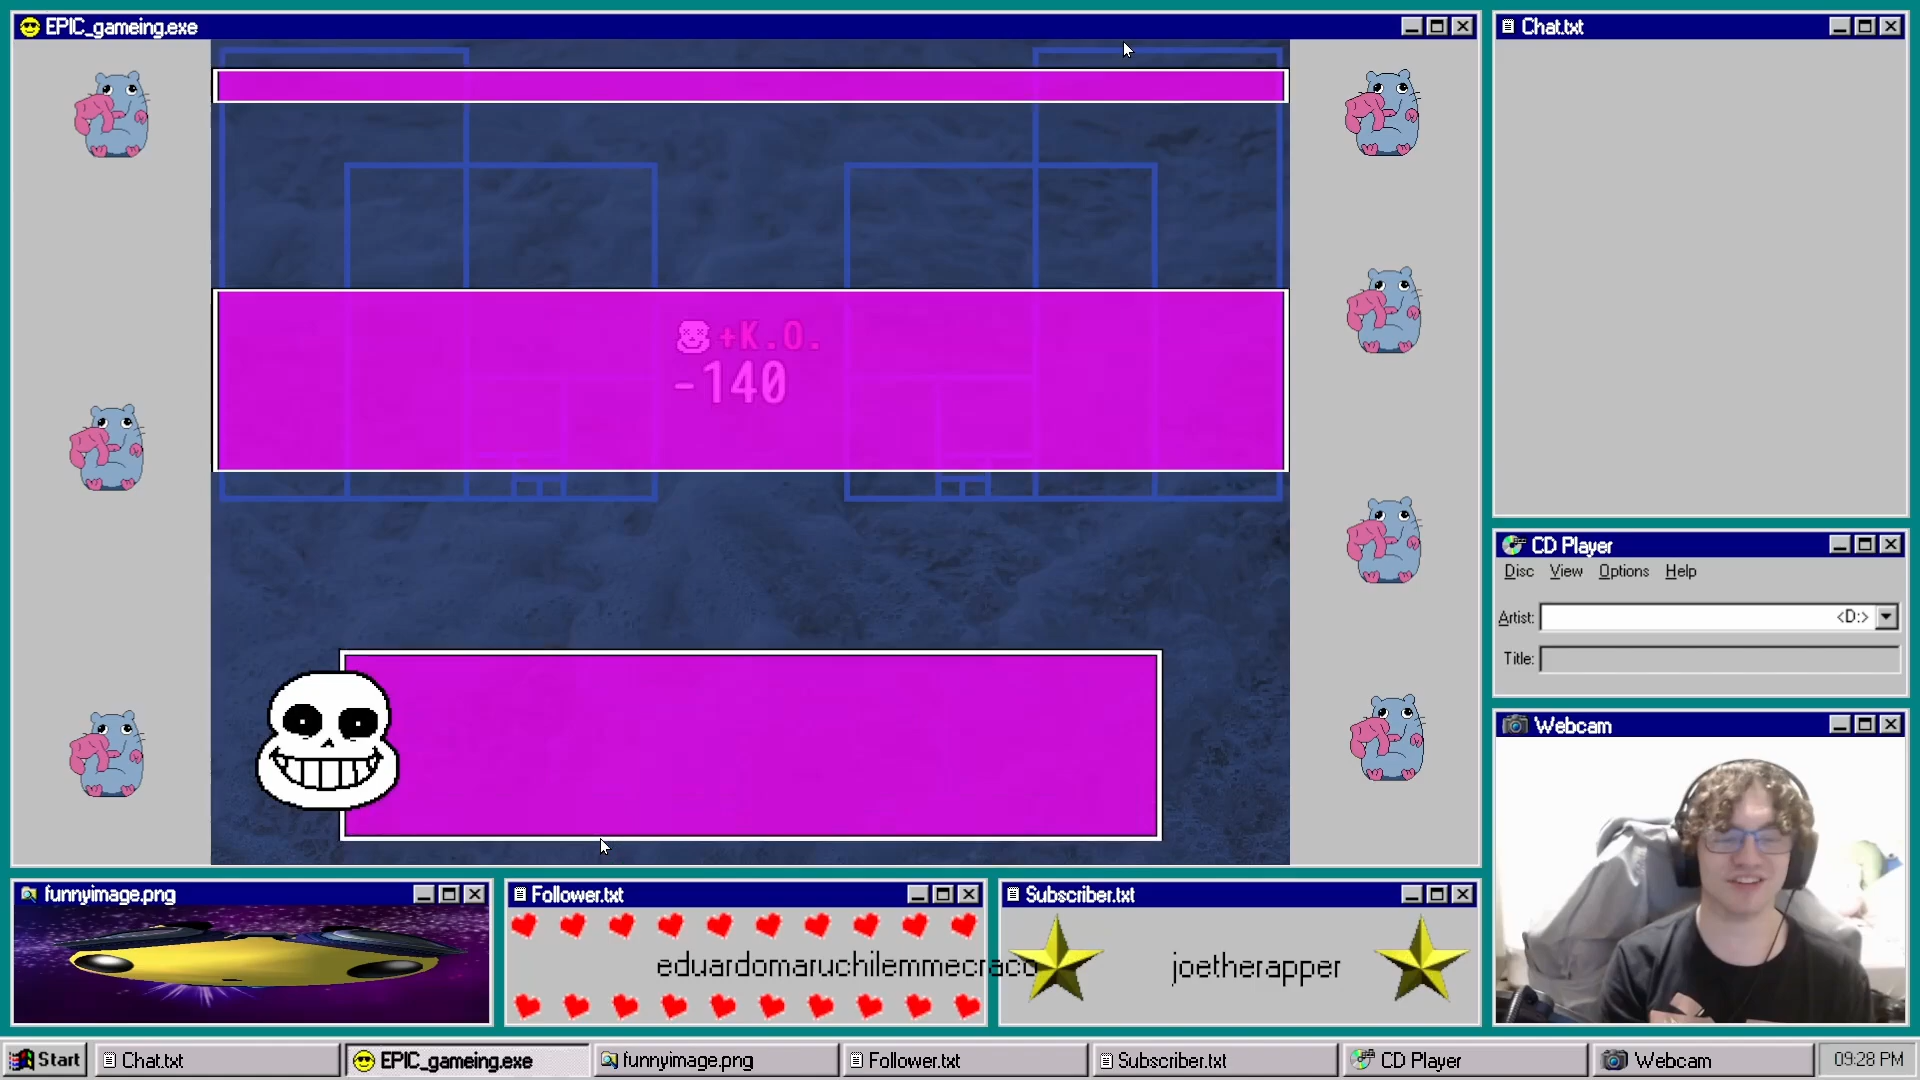 EPIC_gameing.exe
Chat.txt
+K.O.
-140
CD Player
Disc View Options Help
Artist: <D:>
Title:
Webcam
funnyimage.png
Follower.txt
Subscriber.txt
eduardomaruchilemmecraco
joetherapper
Start
Chat.txt
EPIC_gameing.exe
funnyimage.png
Follower.txt
Subscriber.txt
CD Player
Webcam
09:28 PM